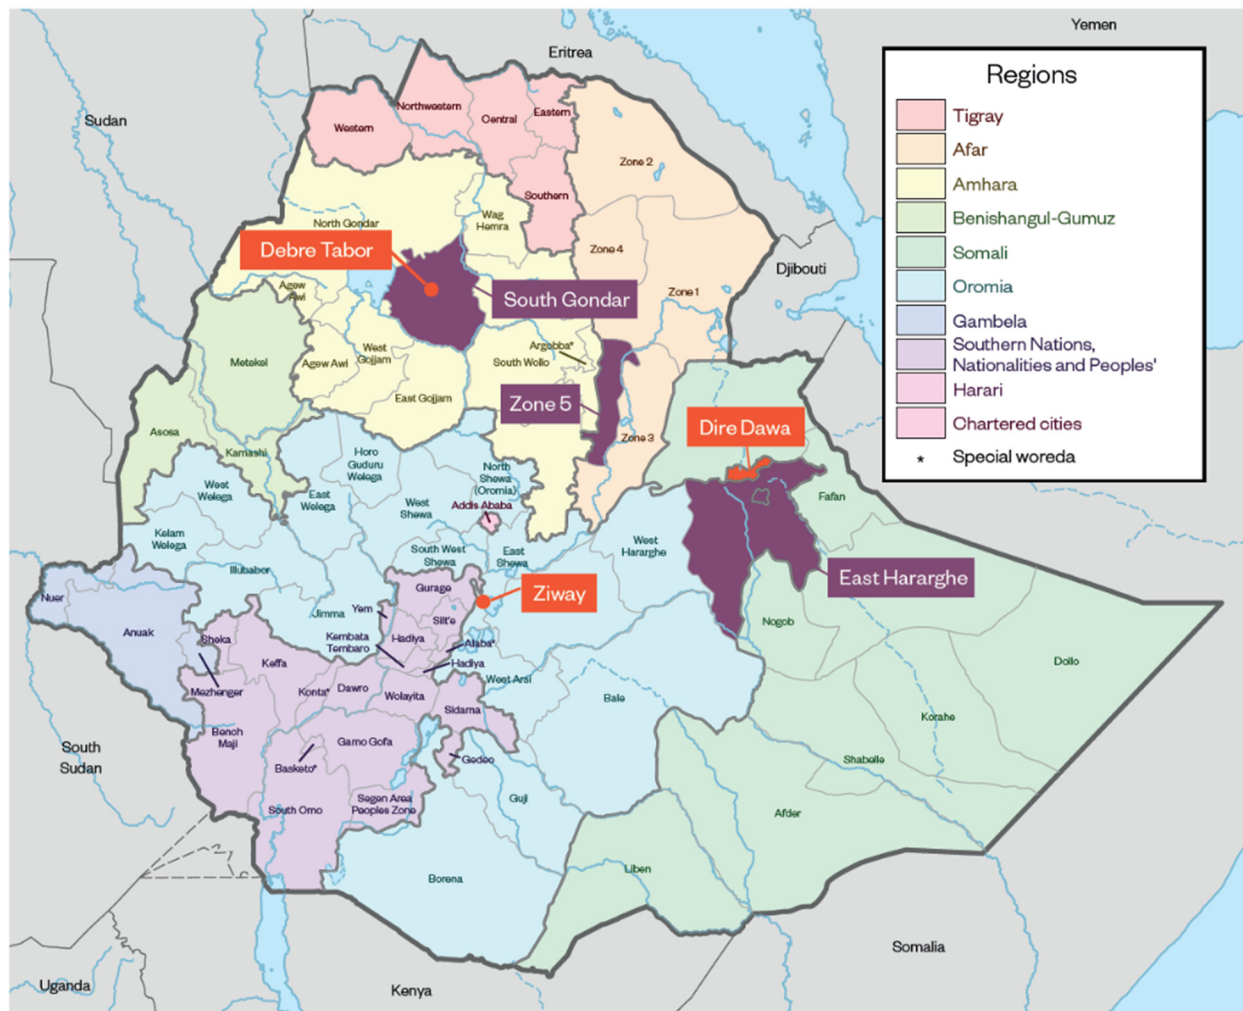 Yemen
Eritrea
Sudan
Djibouti
South
Sudan
Uganda
Kenya
Somalia
Regions
Tigray
Afar
Amhara
Benishangul-Gumuz
Somali
Oromia
Gambela
Southern Nations,
Nationalities and Peoples'
Harari
Chartered cities
* Special woreda
Western
Northwestern
Central
Eastern
Southern
Zone 2
Zone 4
Zone 1
Zone 3
North Gondar
Wag
Hemra
Debre Tabor
South Gondar
Agew
Awi
Agew Awi
West
Gojjam
East Gojjam
Argobba*
South Wollo
Zone 5
Dire Dawa
Metekel
Asosa
Kamashi
Horo
Guduru
Welega
North
Shewa
(Oromia)
Addis Ababa
West
Welega
East
Welega
West
Shewa
Kelam
Welega
South West
Shewa
East
Shewa
West
Hararghe
Fafan
East Hararghe
Illubabor
Jimma
Ziway
Nuer
Anuak
Gurage
Yem
Silt'e
Hadiya
Kembata
Tembaro
Alaba*
Hadiya
Sheka
Keffa
Mezhenger
Konta*
Dawro
Wolayita
West Arsi
Sidama
Bale
Nogob
Dollo
Korahe
Shabelle
Bench
Maji
Gamo Gofa
Basketo*
Gedeo
South Omo
Segen Area
Peoples Zone
Guji
Afder
Borena
Liben